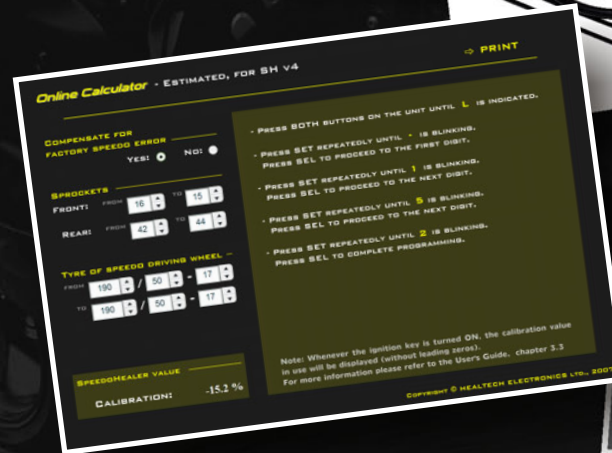 Online Calculator - Estimated, for SH v4
⇨ PRINT
Compensate for
factory speedo error
Yes: No:
Sprockets
Front: from 16 to 15
Rear: from 42 to 44
Tyre of speedo driving wheel
from 190 / 50 - 17
to 190 / 50 - 17
SpeedoHealer value
Calibration: -15.2 %
- Press BOTH buttons on the unit until L is indicated.
- Press SET repeatedly until - is blinking.
Press SEL to proceed to the first digit.
- Press SET repeatedly until 1 is blinking.
Press SEL to proceed to the next digit.
- Press SET repeatedly until 5 is blinking.
Press SEL to proceed to the next digit.
- Press SET repeatedly until 2 is blinking.
Press SEL to complete programming.
Note: Whenever the ignition key is turned ON, the calibration value
in use will be displayed (without leading zeros).
For more information please refer to the Users Guide. chapter 3.3
Copyright © HEALTECH ELECTRONICS LTD., 2007